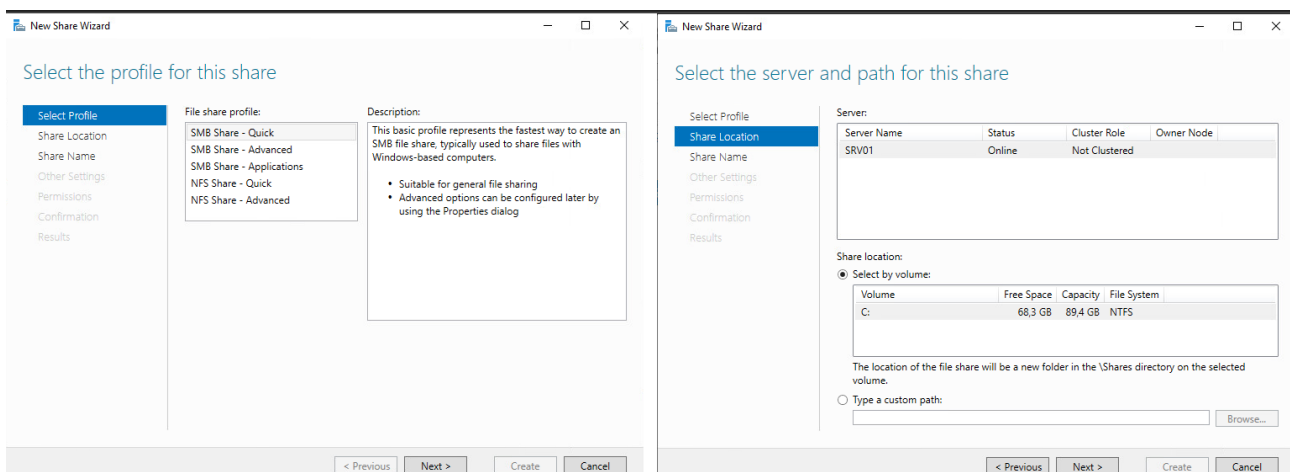 New Share Wizard
Select the profile for this share
Select Profile
Share Location
Share Name
Other Settings
Permissions
Confirmation
Results
File share profile:
SMB Share - Quick
SMB Share - Advanced
SMB Share - Applications
NFS Share - Quick
NFS Share - Advanced
Description:
This basic profile represents the fastest way to create an
SMB file share, typically used to share files with
Windows-based computers.
• Suitable for general file sharing
• Advanced options can be configured later by
using the Properties dialog
< Previous Next > Create Cancel
New Share Wizard
Select the server and path for this share
Select Profile
Share Location
Share Name
Other Settings
Permissions
Confirmation
Results
Server:
Server Name Status Cluster Role Owner Node
SRV01 Online Not Clustered
Share location:
Select by volume:
Volume Free Space Capacity File System
C: 68,3 GB 89,4 GB NTFS
The location of the file share will be a new folder in the \Shares directory on the selected
volume.
Type a custom path:
Browse...
< Previous Next > Create Cancel